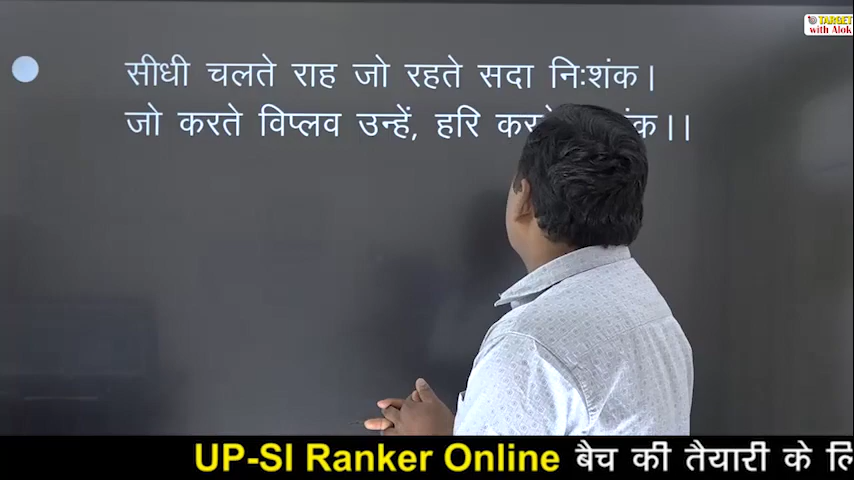 TARGET
with Alok
सीधी चलते राह जो रहते सदा निःशंक।
जो करते विप्लव उन्हें, हरि
UP-SI Ranker Online बैच की तैयारी के